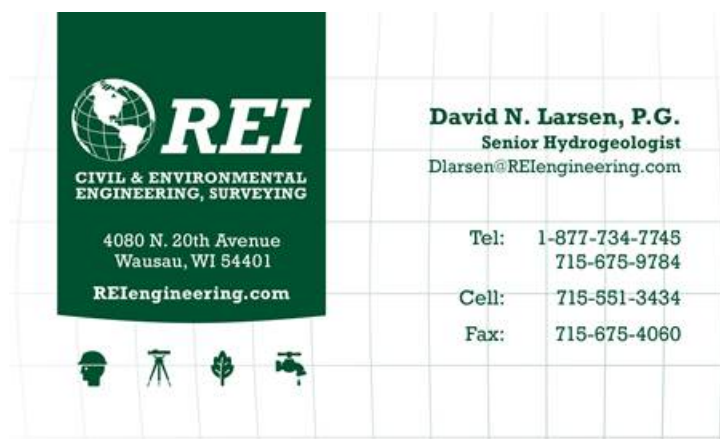 REI
CIVIL & ENVIRONMENTAL
ENGINEERING, SURVEYING
4080 N. 20th Avenue
Wausau, WI 54401
REIengineering.com
David N. Larsen, P.G.
Senior Hydrogeologist
Dlarsen@REIengineering.com
Tel: 1-877-734-7745
715-675-9784
Cell: 715-551-3434
Fax: 715-675-4060